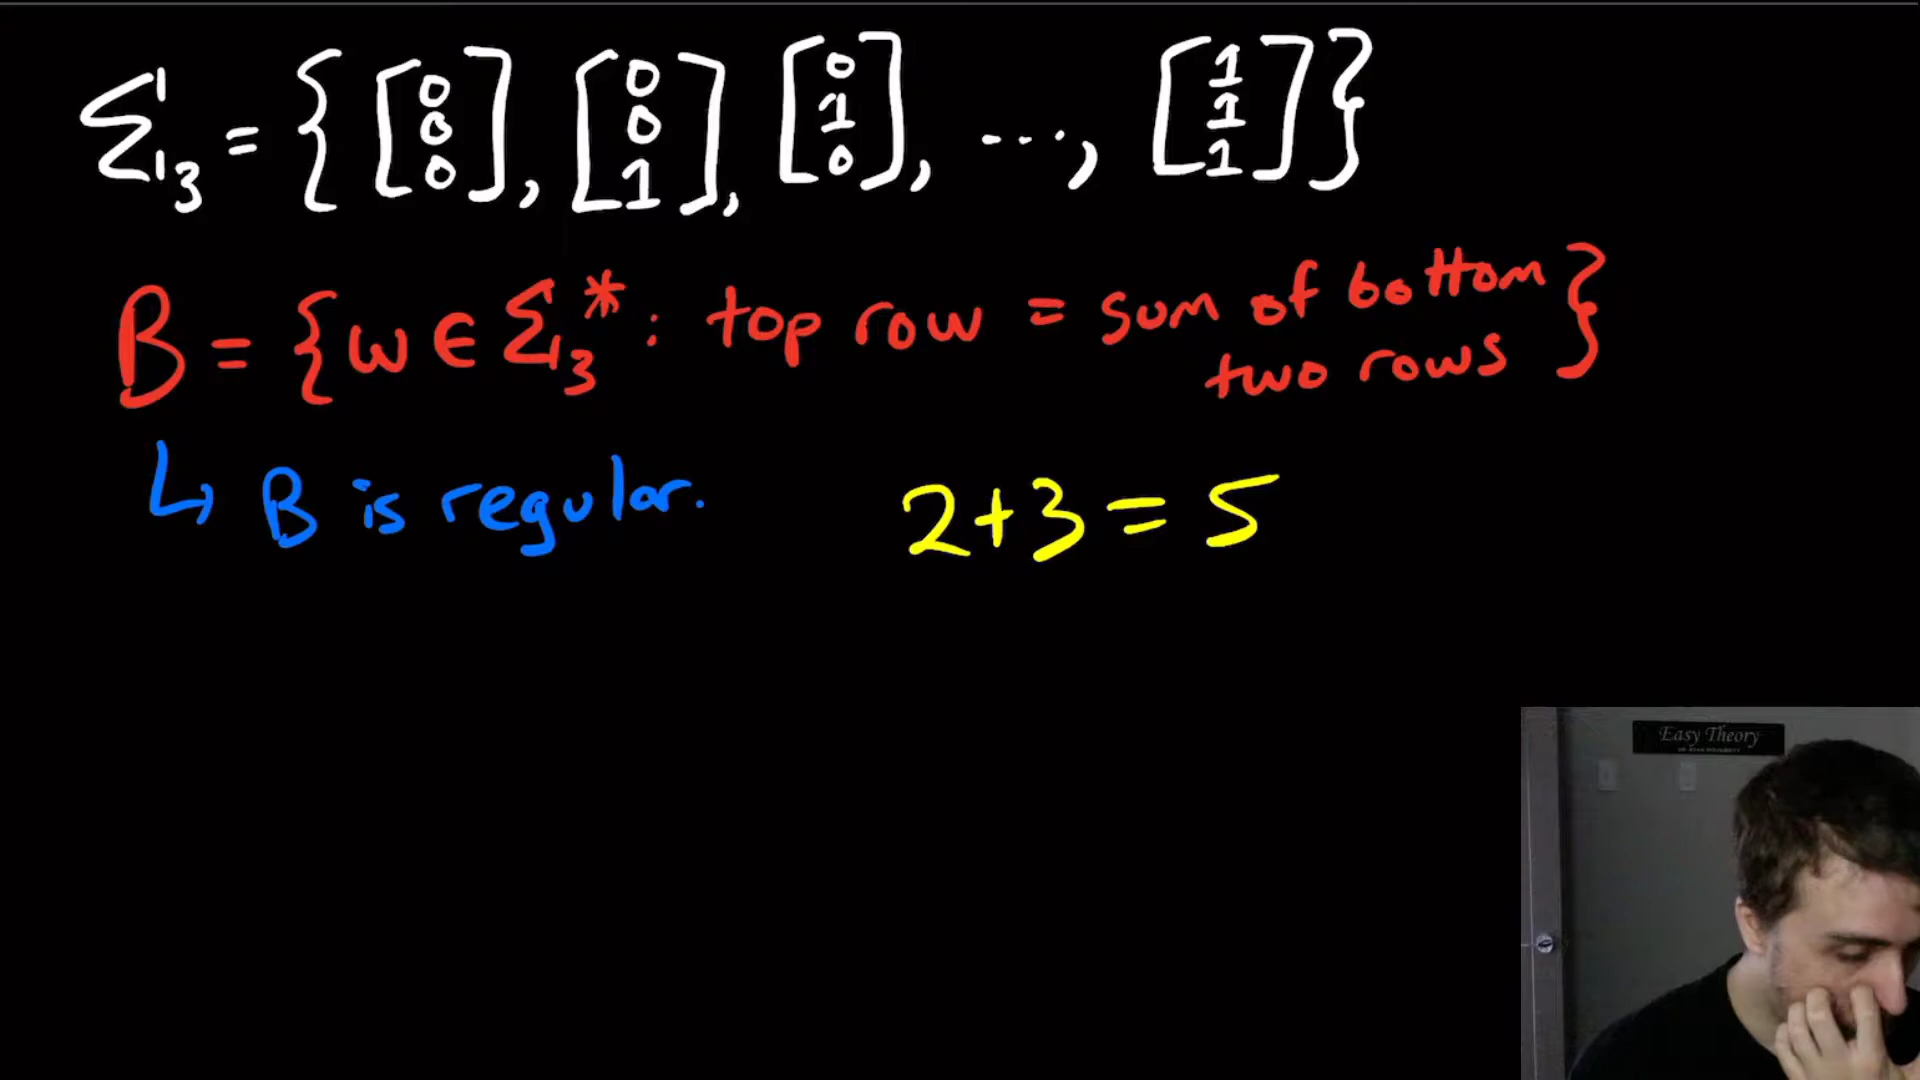 Σ₃ = { [0 0 0], [0 0 1], [0 1 0], ..., [1 1 1] }
B = { w ∈ Σ₃* : top row = sum of bottom
two rows }
↳ B is regular. 2+3=5
Easy Theory